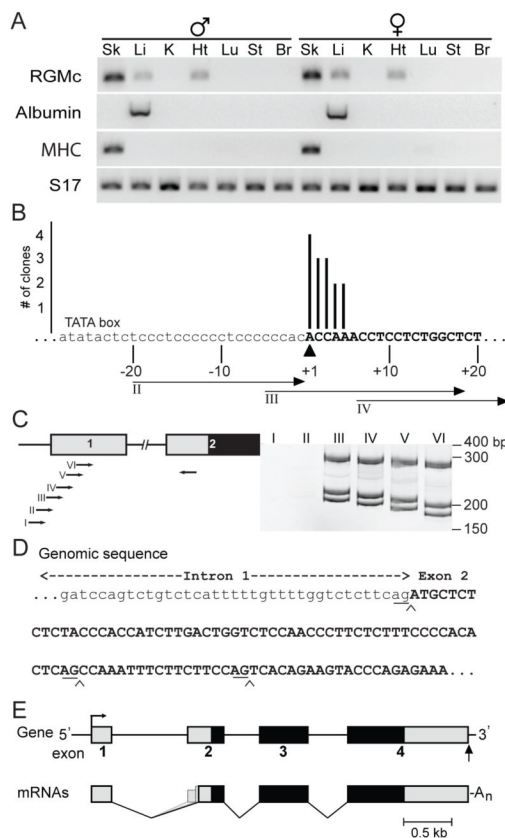 A
♂ ♀
Sk Li K Ht Lu St Br Sk Li K Ht Lu St Br
RGMc
Albumin
MHC
S17
B
# of clones
4
3
2
1
TATA box
...atatactctccctcccccctccccccacACCAAACCTCCTCTGGCTCT...
-20 -10 +1 +10 +20
II
III
IV
C
1 2
VI
V
IV
III
II
I
I II III IV V VI
400 bp
300
200
150
D
Genomic sequence
<----------------Intron 1----------------> Exon 2
...gatccagtctgtctcatttttgttttggtctcttcagATGCTCT
CTCTACCCACCATCTTGACTGGTCTCCAACCCTTCTCTTTCCCCACA
CTCAGCCAAATTTCTTCTTCCAGTCACAGAAGTACCCAGAGAAA...
E
Gene 5' 3'
exon 1 2 3 4
mRNAs -An
0.5 kb